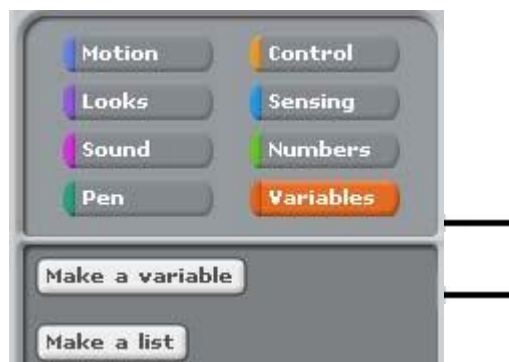 Motion Control
Looks Sensing
Sound Numbers
Pen Variables
Make a variable
Make a list